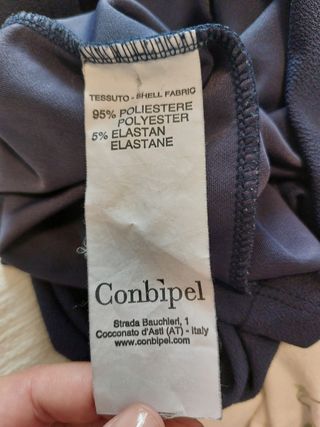 TESSUTO - SHELL FABRIC
95% POLIESTERE
POLYESTER
5% ELASTAN
ELASTANE
Conbipel
Strada Bauchieri, 1
Cocconato d'Asti (AT) - Italy
www.conbipel.com